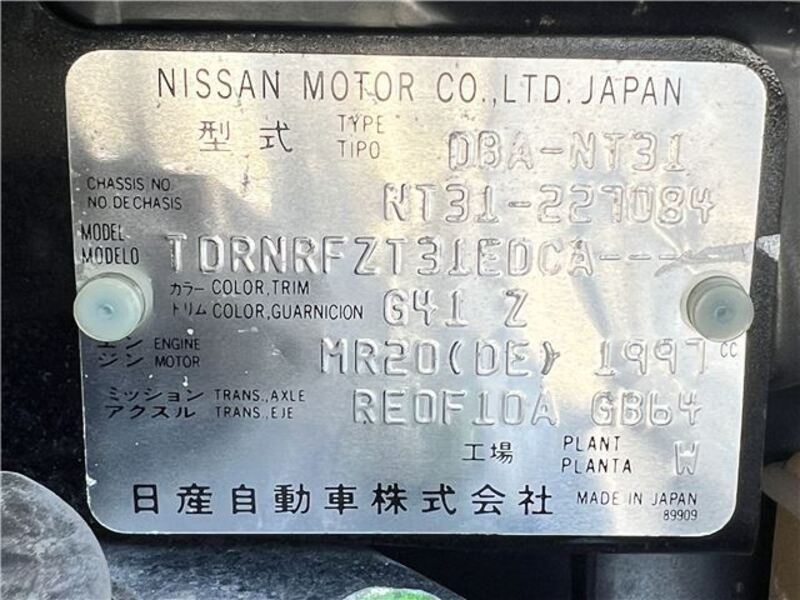 NISSAN MOTOR CO.,LTD. JAPAN
型式 TYPE TIPO DBA-NT31
CHASSIS NO. NO. DE CHASIS NT31-227084
MODEL MODELO TDRNRFZT31EDCA----
カラー COLOR, TRIM トリム COLOR, GUARNICION G41 Z
エンジン ENGINE MOTOR MR20(DE) 1997 CC
ミッション TRANS., AXLE アクスル TRANS., EJE RE0F10A GB64
工場 PLANT PLANTA W
日産自動車株式会社 MADE IN JAPAN
89909